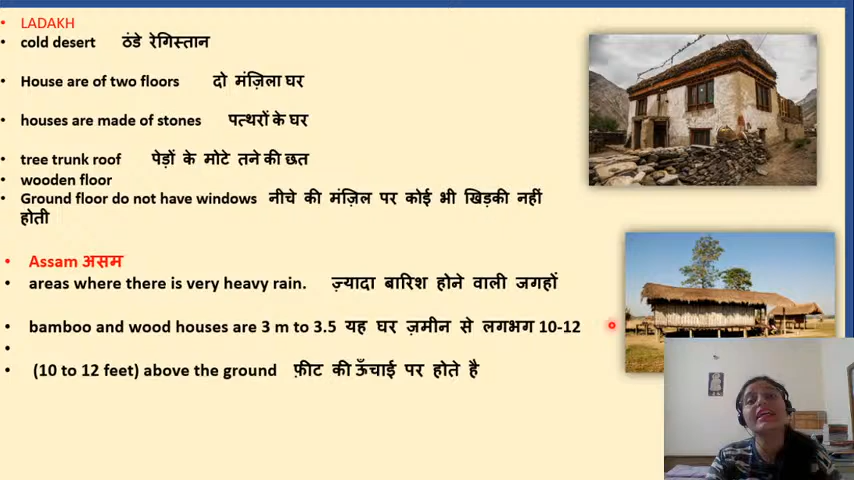 LADAKH
cold desert ठंडे रेगिस्तान
House are of two floors दो मंज़िला घर
houses are made of stones पत्थरों के घर
tree trunk roof पेड़ों के मोटे तने की छत
wooden floor
Ground floor do not have windows नीचे की मंज़िल पर कोई भी खिड़की नहीं
होती
Assam असम
areas where there is very heavy rain. ज़्यादा बारिश होने वाली जगहों
bamboo and wood houses are 3 m to 3.5 यह घर ज़मीन से लगभग 10-12
(10 to 12 feet) above the ground फ़ीट की ऊँचाई पर होते है